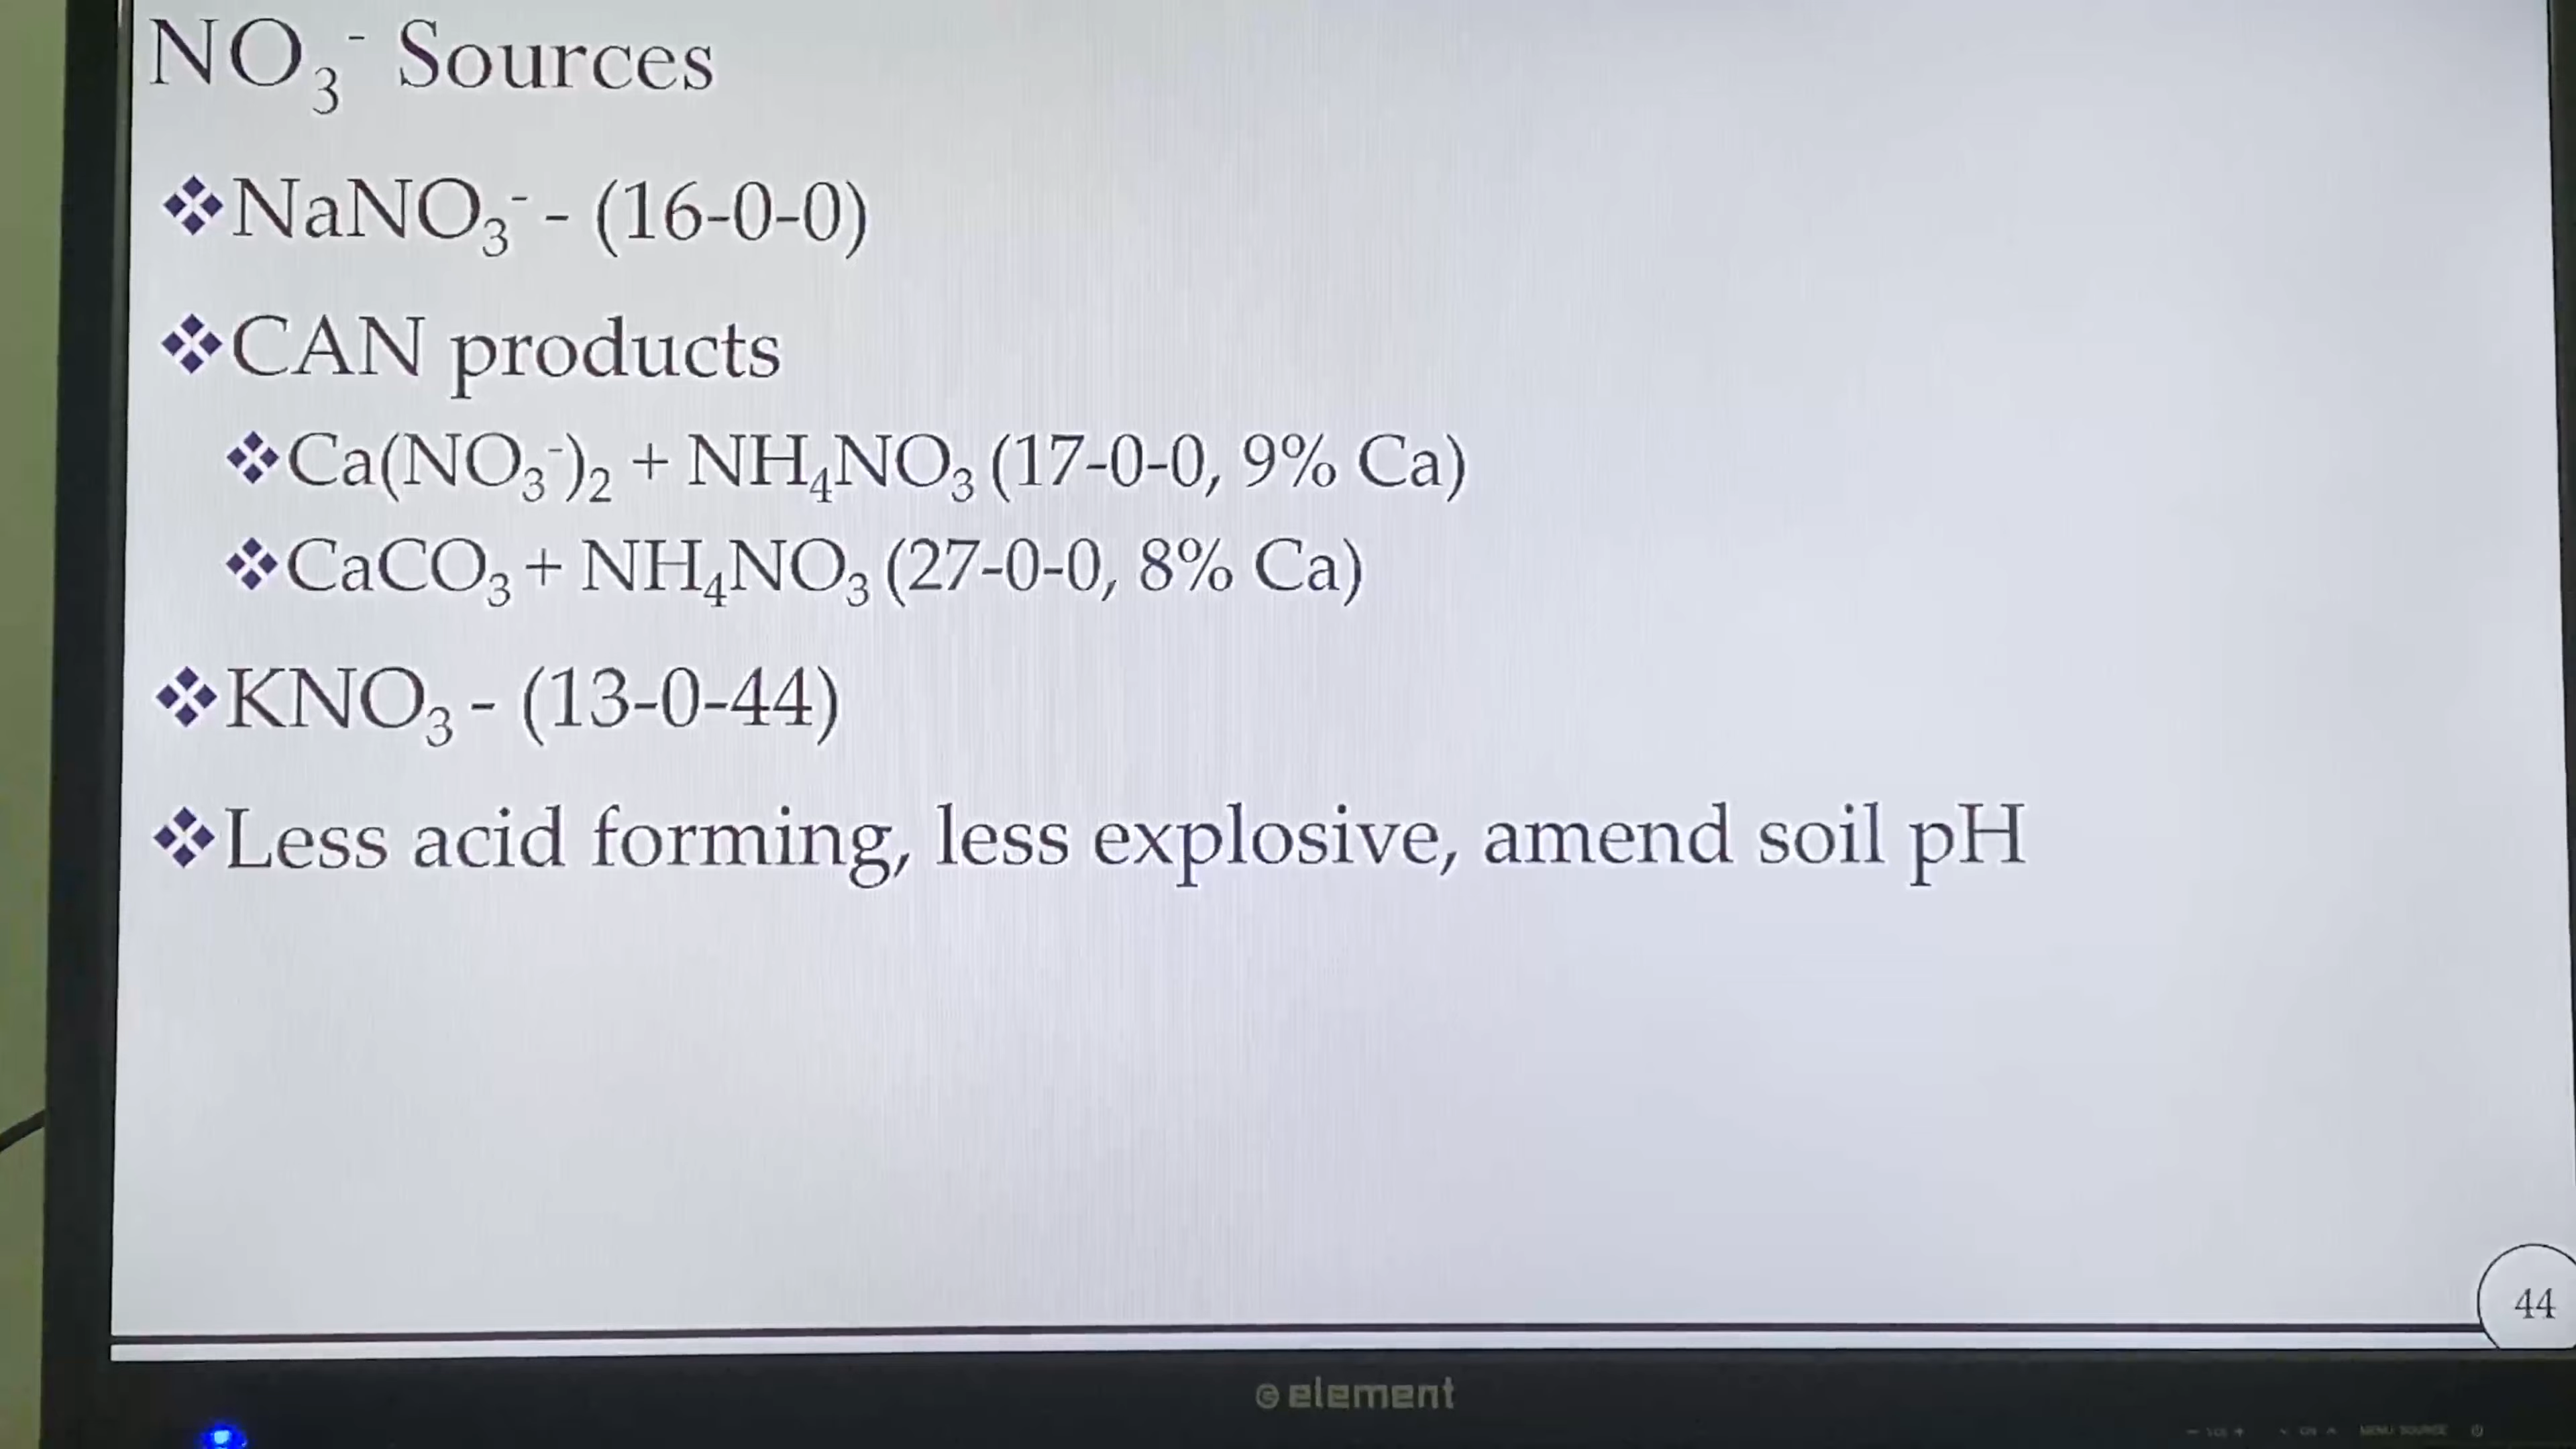 NO₃⁻ Sources
❖NaNO₃⁻ - (16-0-0)
❖CAN products
❖Ca(NO₃⁻)₂ + NH₄NO₃ (17-0-0, 9% Ca)
❖CaCO₃ + NH₄NO₃ (27-0-0, 8% Ca)
❖KNO₃ - (13-0-44)
❖Less acid forming, less explosive, amend soil pH
44
element
MENU SOURCE